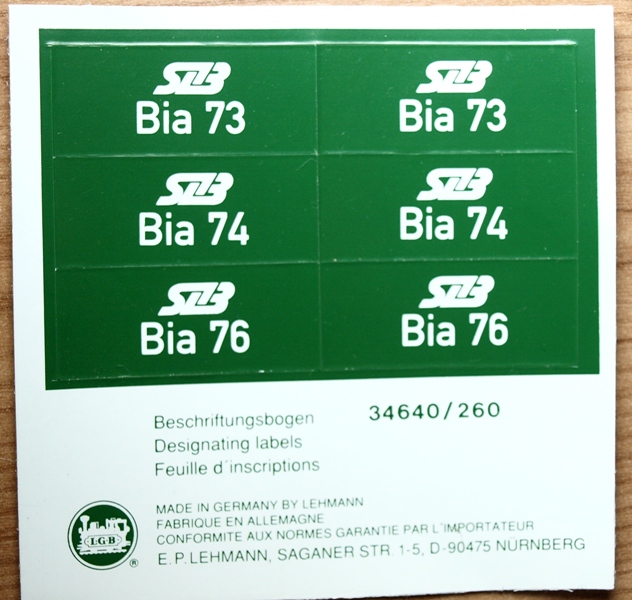 SZB SZB
Bia 73 Bia 73
SZB SZB
Bia 74 Bia 74
SZB SZB
Bia 76 Bia 76
Beschriftungsbogen 34640/260
Designating labels
Feuille d´inscriptions
MADE IN GERMANY BY LEHMANN
FABRIQUE EN ALLEMAGNE
CONFORMITE AUX NORMES GARANTIE PAR L´IMPORTATEUR
E.P. LEHMANN, SAGANER STR. 1-5, D-90475 NÜRNBERG
L·G·B
®